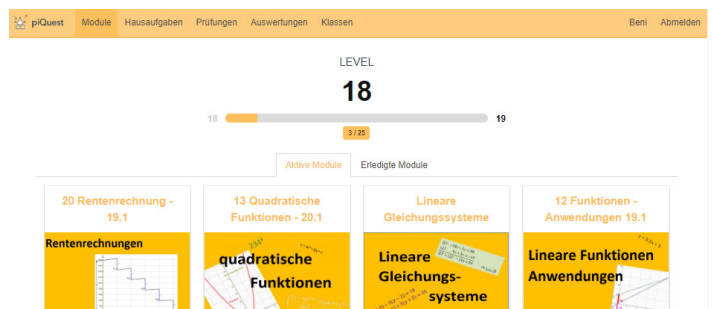 piQuest Module Hausaufgaben Prüfungen Auswertungen Klassen Beni Abmelden
LEVEL
18
18 19
3 / 25
Aktive Module Erledigte Module
20 Rentenrechnung -
19.1
13 Quadratische
Funktionen - 20.1
Lineare
Gleichungssysteme
12 Funktionen -
Anwendungen 19.1
Rentenrechnungen
quadratische
Funktionen
Lineare
Gleichungs-
systeme
Lineare Funktionen
Anwendungen